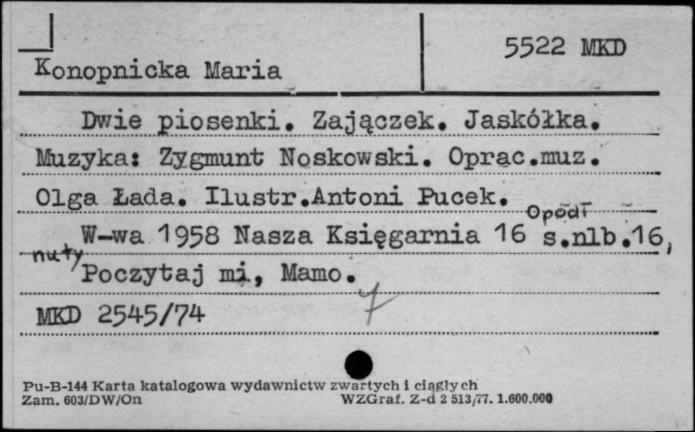 5522 MKD
Konopnicka Maria
Dwie piosenki. Zajączek. Jaskółka.
Muzyka: Zygmunt Noskowski. Oprac.muz.
Olga Łada. Ilustr.Antoni Pucek.
opodł
W-wa 1958 Nasza Księgarnia 16 s.nlb.16,
nuty
Poczytaj mi, Mamo.
MKD 2545/74
7
Pu-B-144 Karta katalogowa wydawnictw zwartych i ciągłych
Zam. 603/DW/On WZGraf. Z-d 2 513/77. 1.600.000